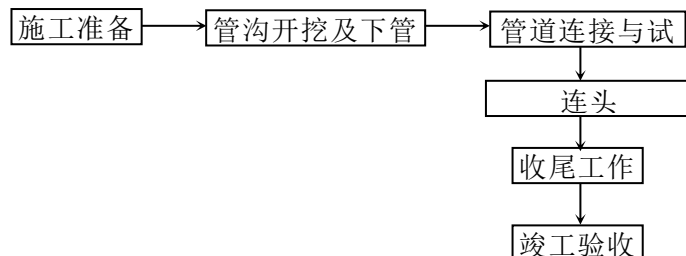 施工准备
管沟开挖及下管
管道连接与试
连头
收尾工作
竣工验收